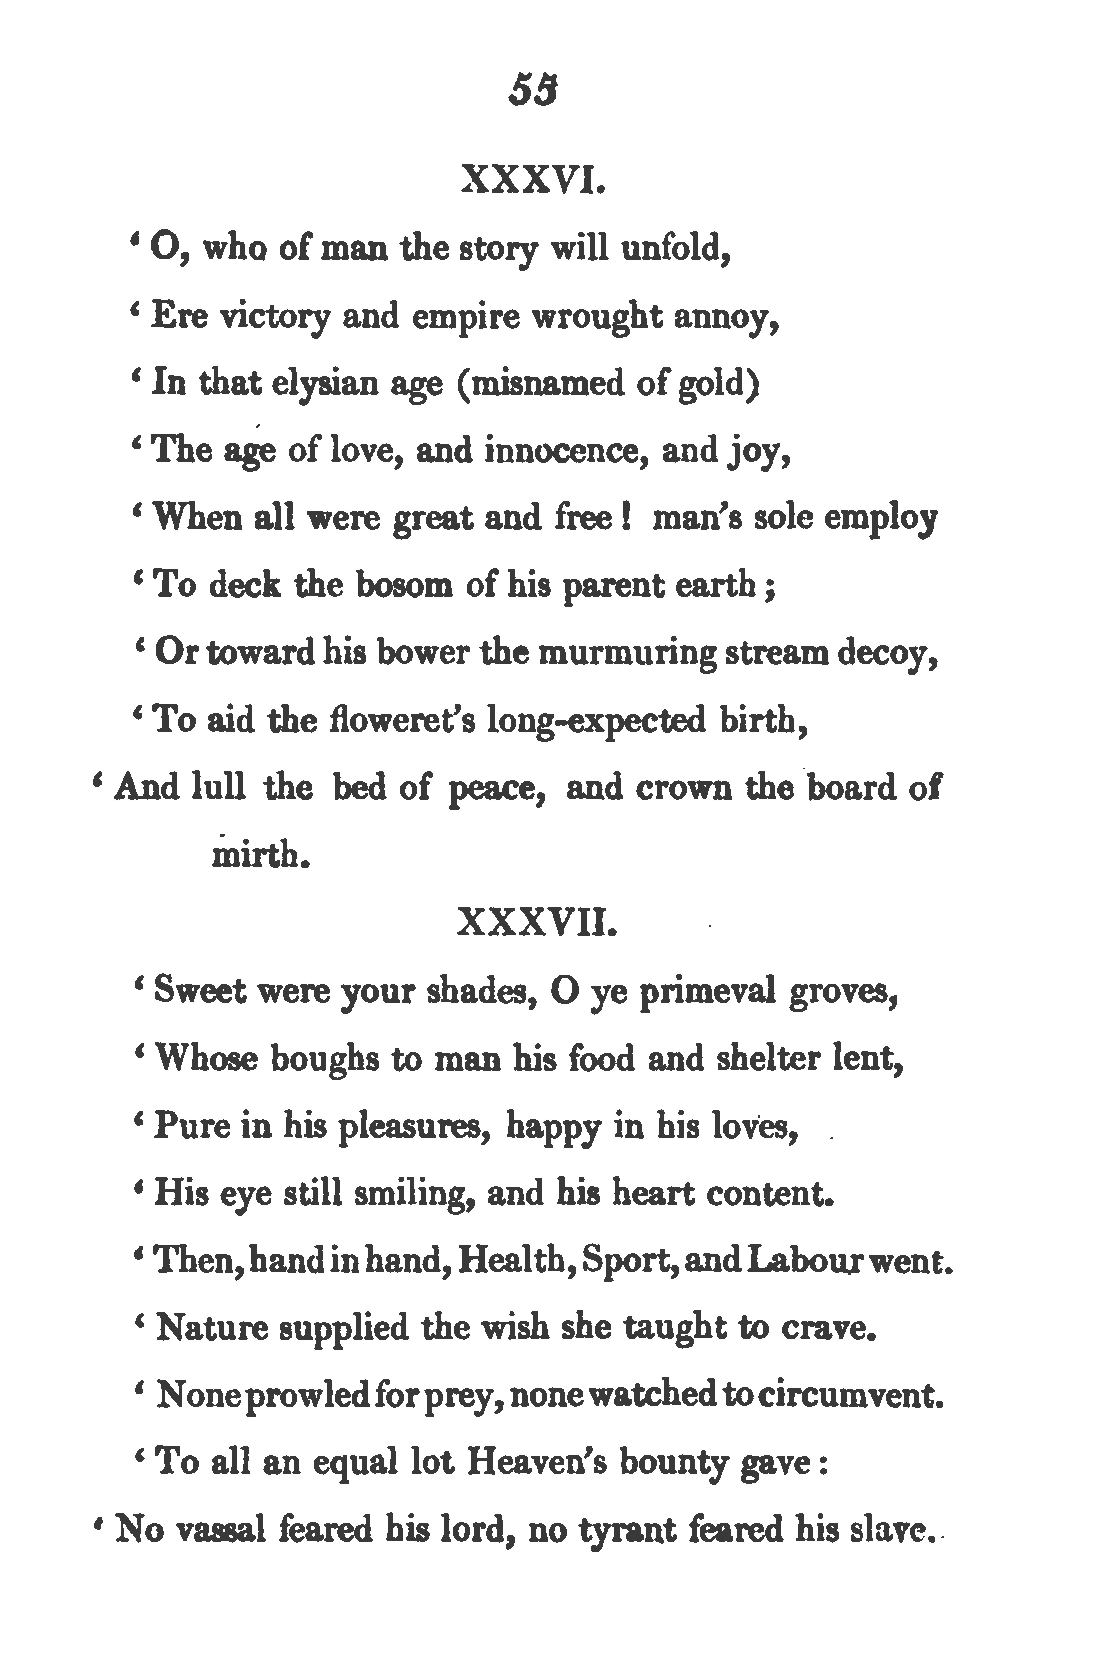 55
XXXVI.
‘ O, who of man the story will unfold,
‘ Ere victory and empire wrought annoy,
‘ In that elysian age (misnamed of gold)
‘ The age of love, and innocence, and joy,
‘ When all were great and free ! man’s sole employ
‘ To deck the bosom of his parent earth ;
‘ Or toward his bower the murmuring stream decoy,
‘ To aid the floweret’s long-expected birth,
‘ And lull the bed of peace, and crown the board of
mirth.
XXXVII.
‘ Sweet were your shades, O ye primeval groves,
‘ Whose boughs to man his food and shelter lent,
‘ Pure in his pleasures, happy in his loves,
‘ His eye still smiling, and his heart content.
‘ Then, hand in hand, Health, Sport, and Labour went.
‘ Nature supplied the wish she taught to crave.
‘ None prowled for prey, none watched to circumvent.
‘ To all an equal lot Heaven’s bounty gave :
‘ No vassal feared his lord, no tyrant feared his slave.